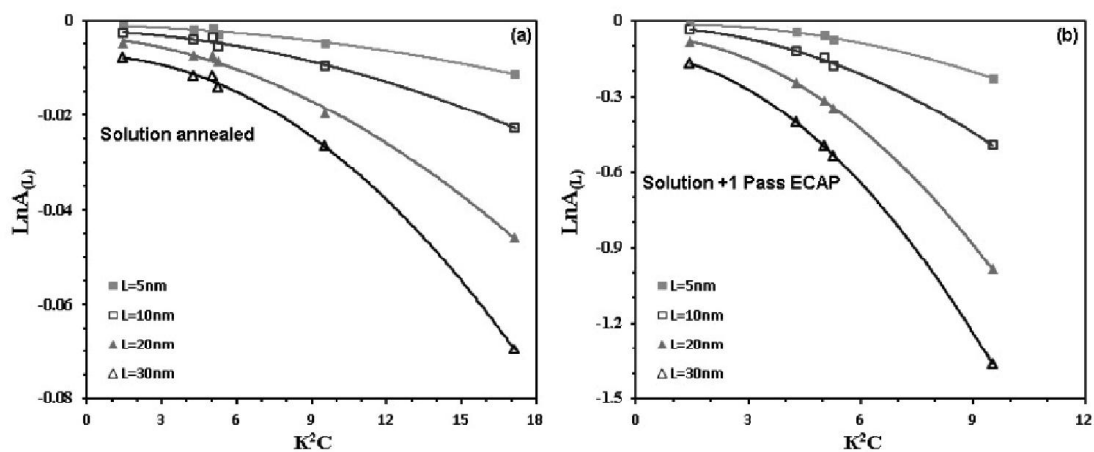 0
-0.02
-0.04
-0.06
-0.08
LnA(L)
(a)
Solution annealed
L=5nm
L=10nm
L=20nm
L=30nm
0 3 6 9 12 15 18
K²C
0
-0.3
-0.6
-0.9
-1.2
-1.5
LnA(L)
(b)
Solution +1 Pass ECAP
L=5nm
L=10nm
L=20nm
L=30nm
0 3 6 9 12
K²C